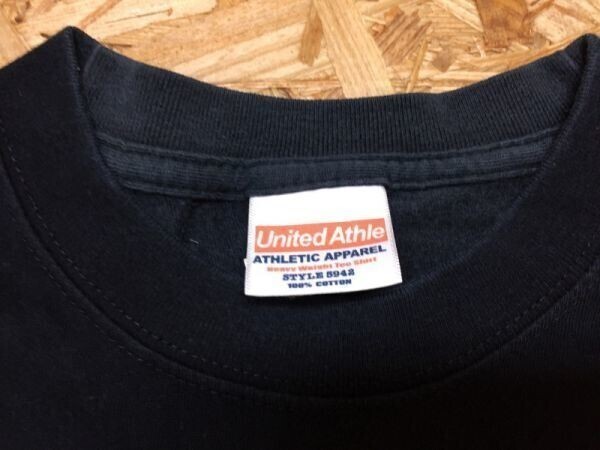 United Athle
ATHLETIC APPAREL
Heavy Weight Tee Shirt
STYLE 5942
100% COTTON